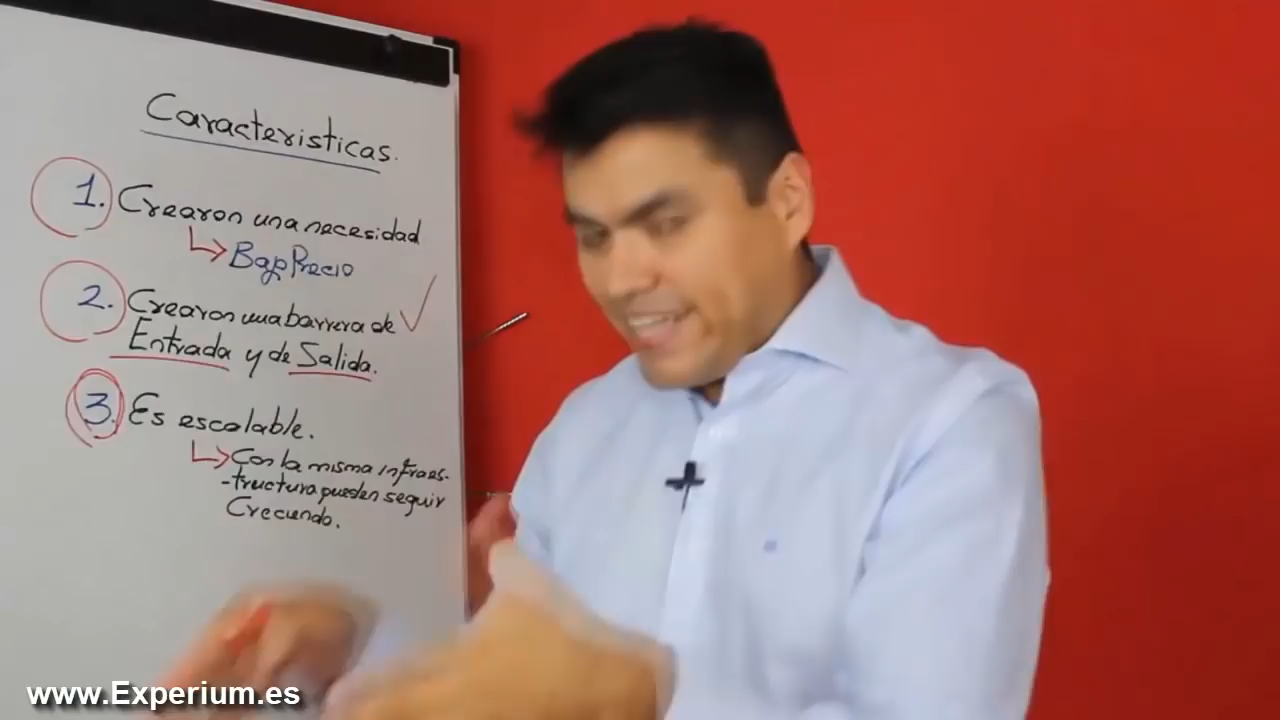 Caracteristicas.
1. Crearon una necesidad
Bajo Precio
2. Crearon una barrera de
Entrada y de Salida.
3. Es escalable.
Con la misma infraes-
-tructura pueden seguir
Creciendo.
www.Experium.es